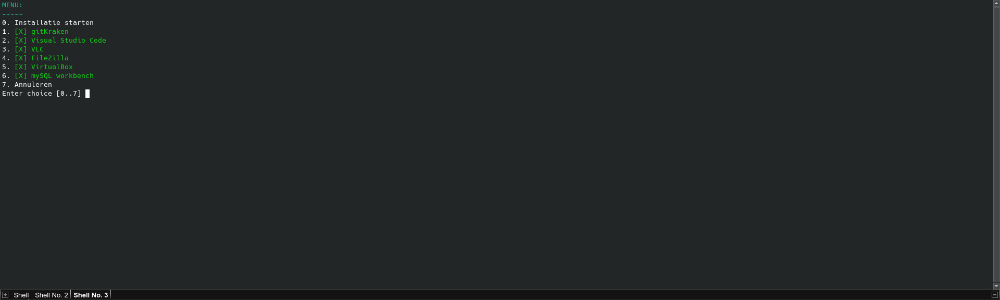 MENU:
-----
0. Installatie starten
1. [X] gitKraken
2. [X] Visual Studio Code
3. [X] VLC
4. [X] FileZilla
5. [X] VirtualBox
6. [X] mySQL workbench
7. Annuleren
Enter choice [0..7]
Shell Shell No. 2 Shell No. 3